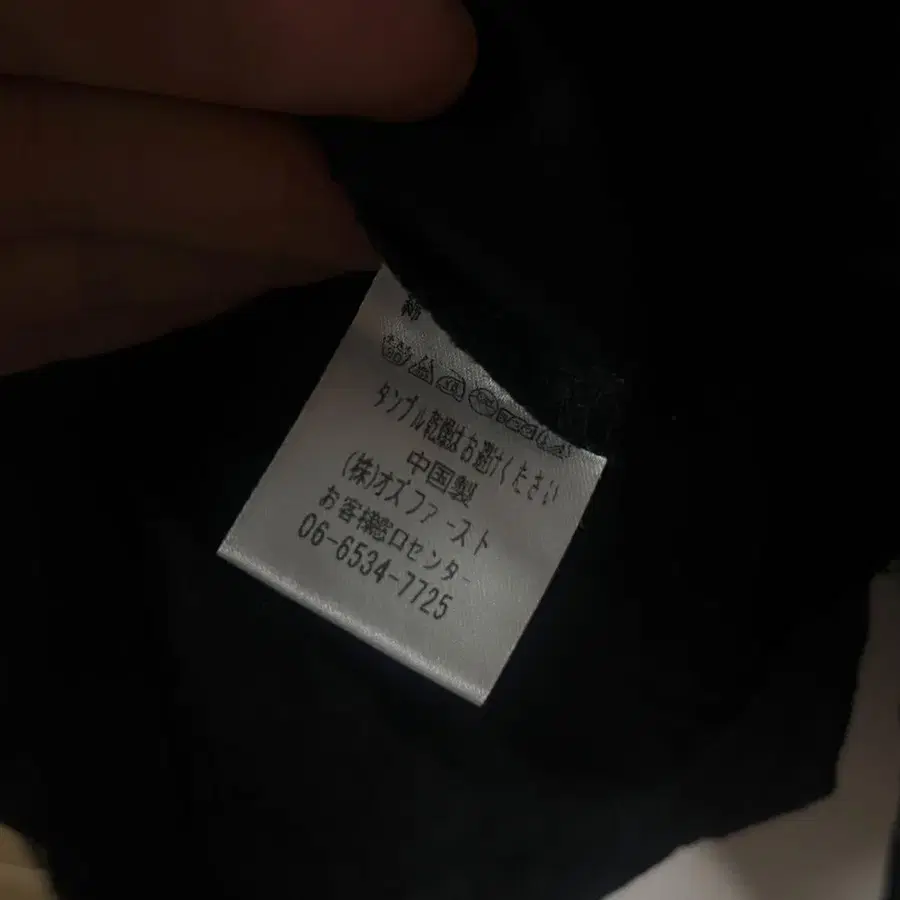 綿
タンブル乾燥はお避けください
中国製
(株)オズファースト
お客様窓口センター
06-6534-7725